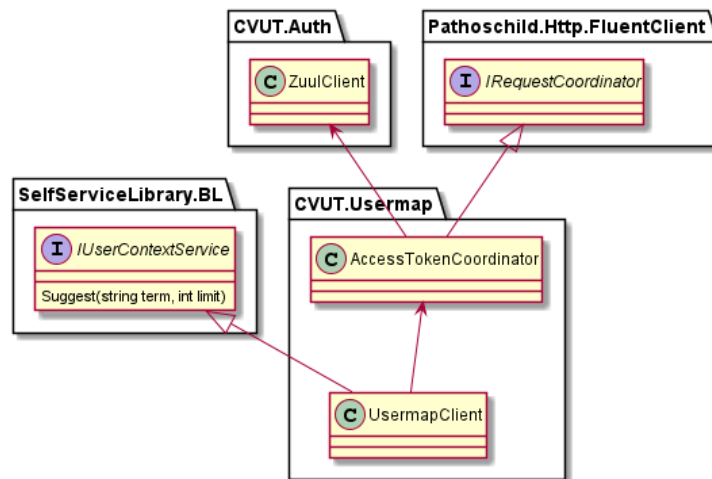 CVUT.Auth
Pathoschild.Http.FluentClient
C ZuulClient
I IRequestCoordinator
SelfServiceLibrary.BL
CVUT.Usermap
I IUserContextService
Suggest(string term, int limit)
C AccessTokenCoordinator
C UsermapClient